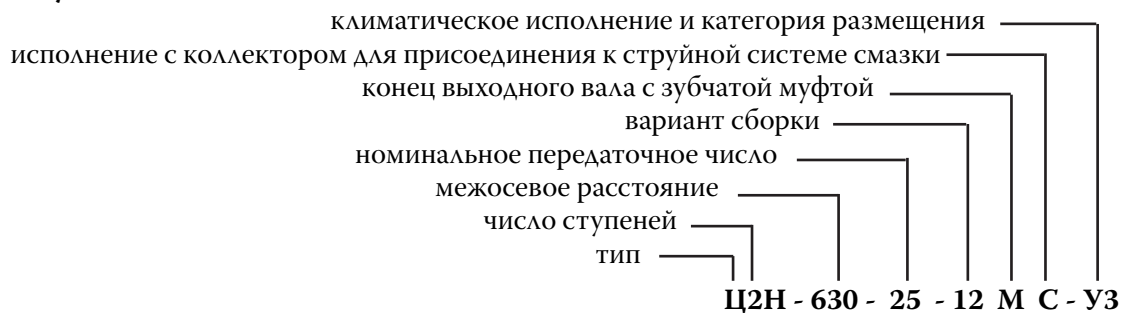 климатическое исполнение и категория размещения
исполнение с коллектором для присоединения к струйной системе смазки
конец выходного вала с зубчатой муфтой
вариант сборки
номинальное передаточное число
межосевое расстояние
число ступеней
тип
Ц2Н - 630 - 25 - 12 М С - У3